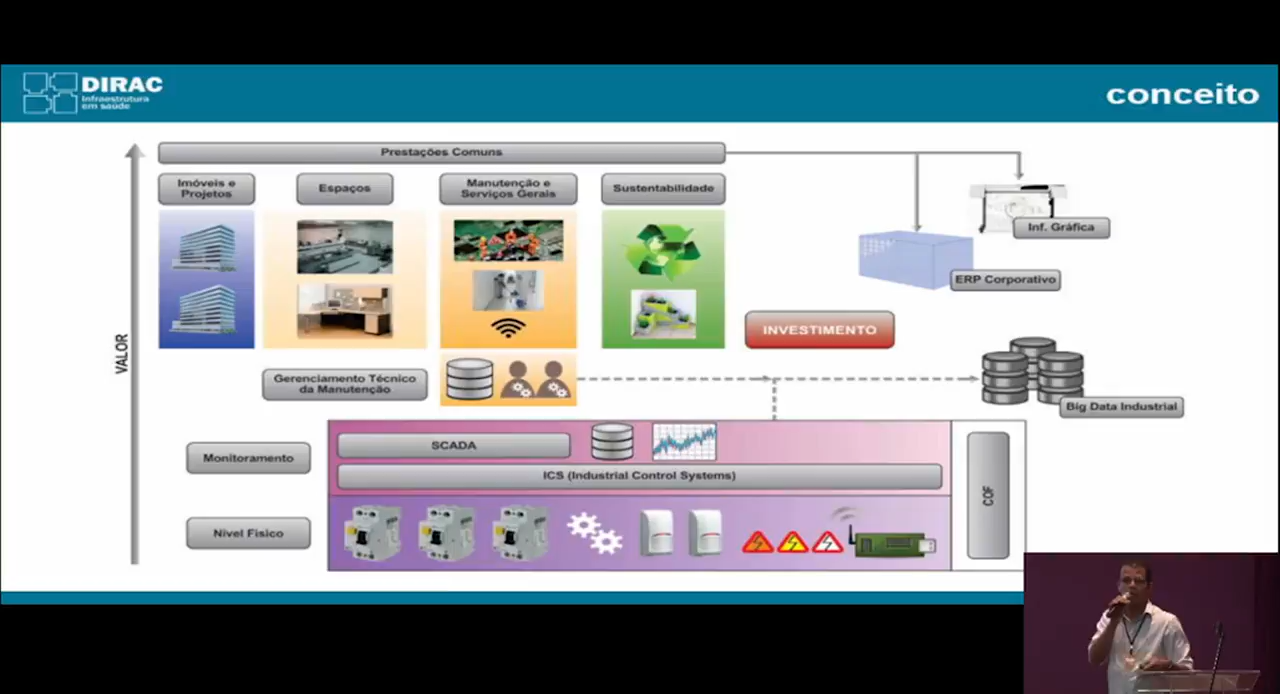 DIRAC
Infraestrutura
em saúde
conceito
Prestações Comuns
Imóveis e
Projetos
Espaços
Manutenção e
Serviços Gerais
Sustentabilidade
Inf. Gráfica
ERP Corporativo
INVESTIMENTO
VALOR
Gerenciamento Técnico
da Manutenção
Big Data Industrial
Monitoramento
SCADA
ICS (Industrial Control Systems)
COF
Nível Físico